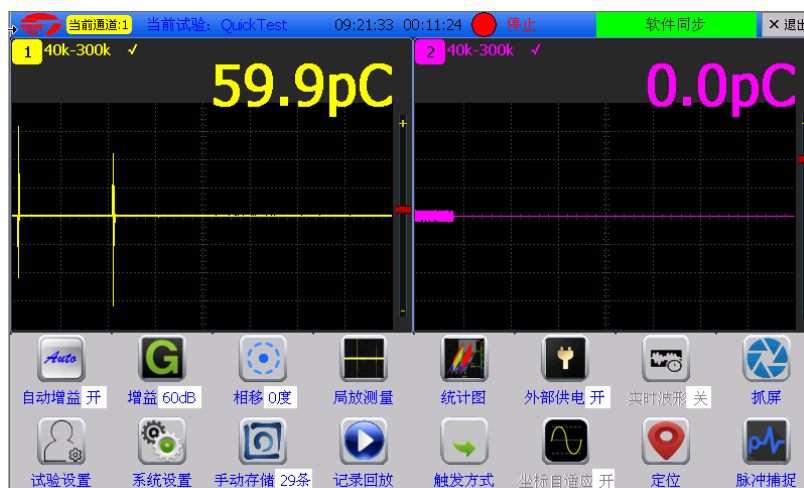 当前通道:1 当前试验: QuickTest 09:21:33 00:11:24 停止 软件同步 × 退出
1 40k-300k ✓
59.9pC
2 40k-300k ✓
0.0pC
+
-
Auto G
自动增益 开 增益 60dB 相移 0度 局放测量 统计图 外部供电 开 实时波形 关 抓屏
试验设置 系统设置 手动存储 29条 记录回放 触发方式 坐标自适应 开 定位 脉冲捕捉